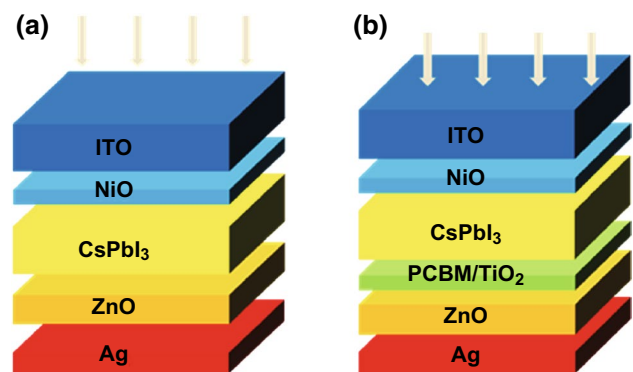 (a)
ITO
NiO
CsPbI₃
ZnO
Ag
(b)
ITO
NiO
CsPbI₃
PCBM/TiO₂
ZnO
Ag